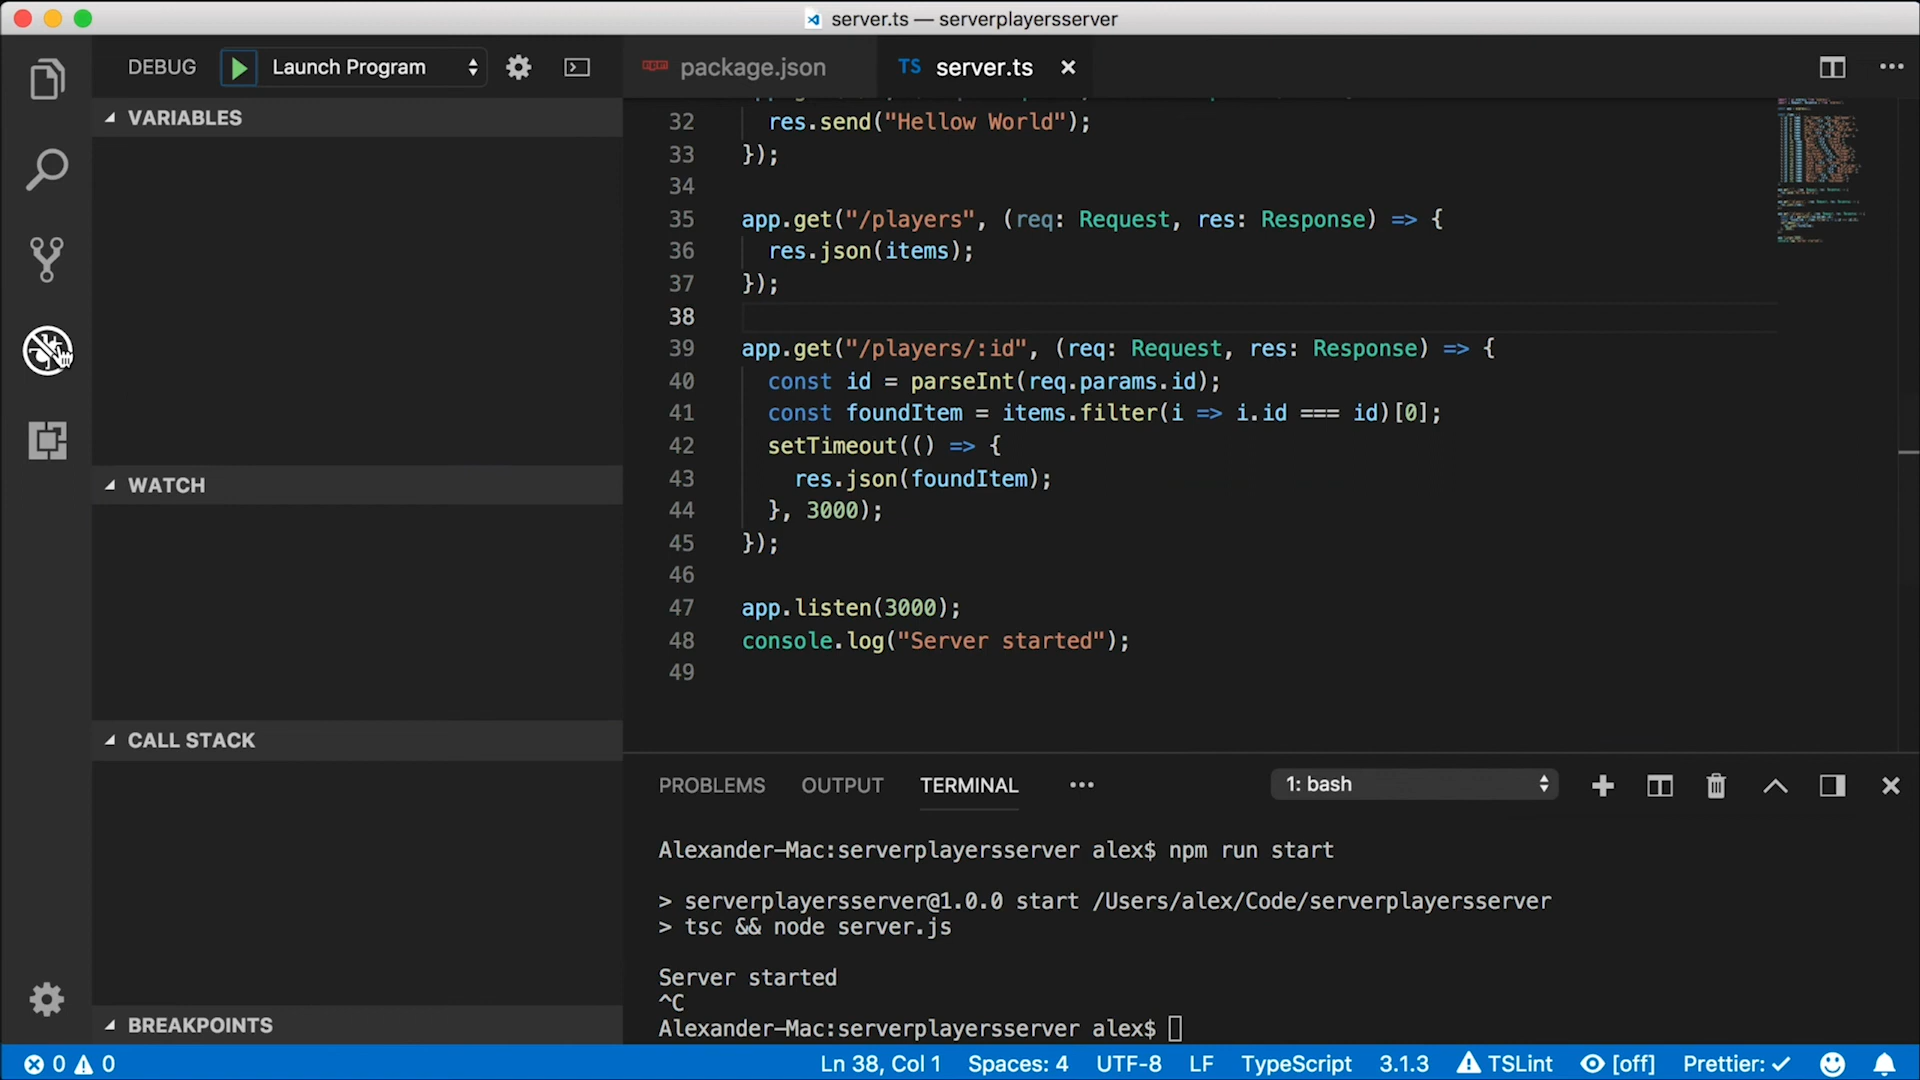 server.ts — serverplayersserver
DEBUG Launch Program
VARIABLES
WATCH
CALL STACK
BREAKPOINTS
package.json
TS server.ts
32 res.send("Hellow World");
33 });
34
35 app.get("/players", (req: Request, res: Response) => {
36 res.json(items);
37 });
38
39 app.get("/players/:id", (req: Request, res: Response) => {
40 const id = parseInt(req.params.id);
41 const foundItem = items.filter(i => i.id === id)[0];
42 setTimeout(() => {
43 res.json(foundItem);
44 }, 3000);
45 });
46
47 app.listen(3000);
48 console.log("Server started");
49
PROBLEMS OUTPUT TERMINAL ••• 1: bash
Alexander-Mac:serverplayersserver alex$ npm run start
> serverplayersserver@1.0.0 start /Users/alex/Code/serverplayersserver
> tsc && node server.js
Server started
^C
Alexander-Mac:serverplayersserver alex$
0 0 Ln 38, Col 1 Spaces: 4 UTF-8 LF TypeScript 3.1.3 TSLint [off] Prettier: ✓